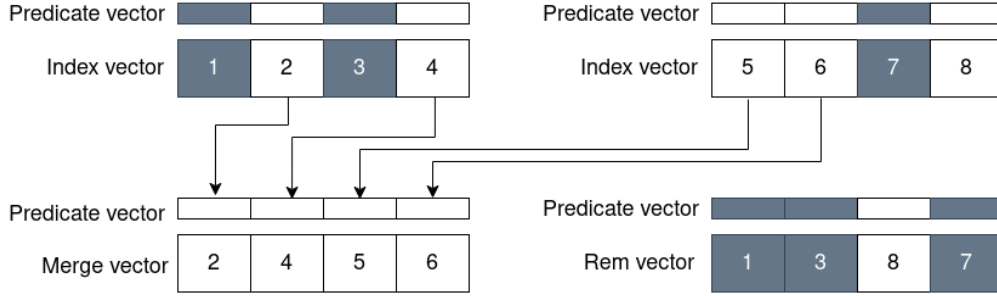 Predicate vector Predicate vector
Index vector 1 2 3 4 Index vector 5 6 7 8
Predicate vector Predicate vector
Merge vector 2 4 5 6 Rem vector 1 3 8 7